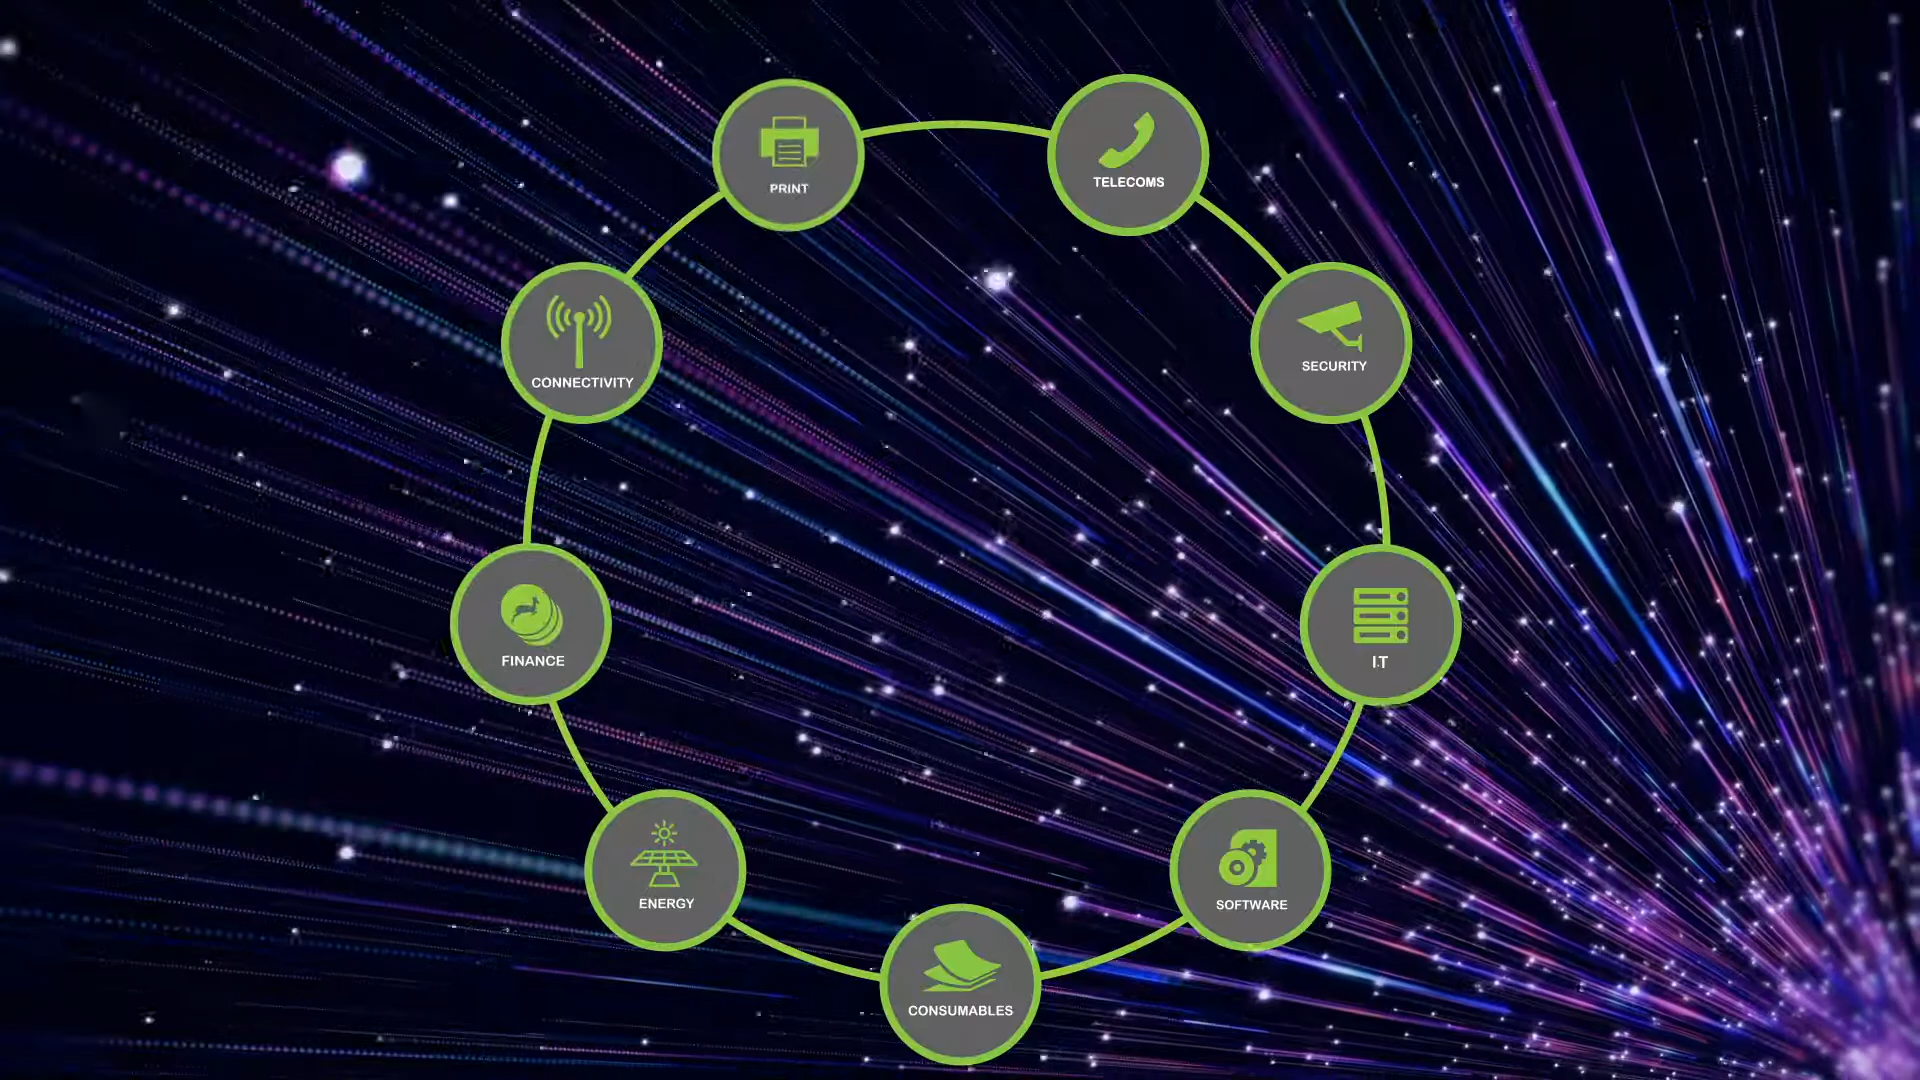 PRINT
TELECOMS
CONNECTIVITY
SECURITY
FINANCE
I.T
ENERGY
SOFTWARE
CONSUMABLES